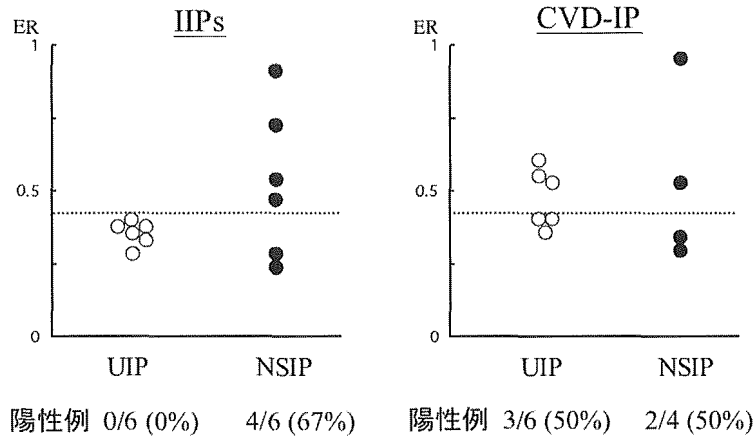 IIPs
ER
1
0.5
0
UIP NSIP
陽性例 0/6 (0%) 4/6 (67%)
CVD-IP
ER
1
0.5
0
UIP NSIP
陽性例 3/6 (50%) 2/4 (50%)